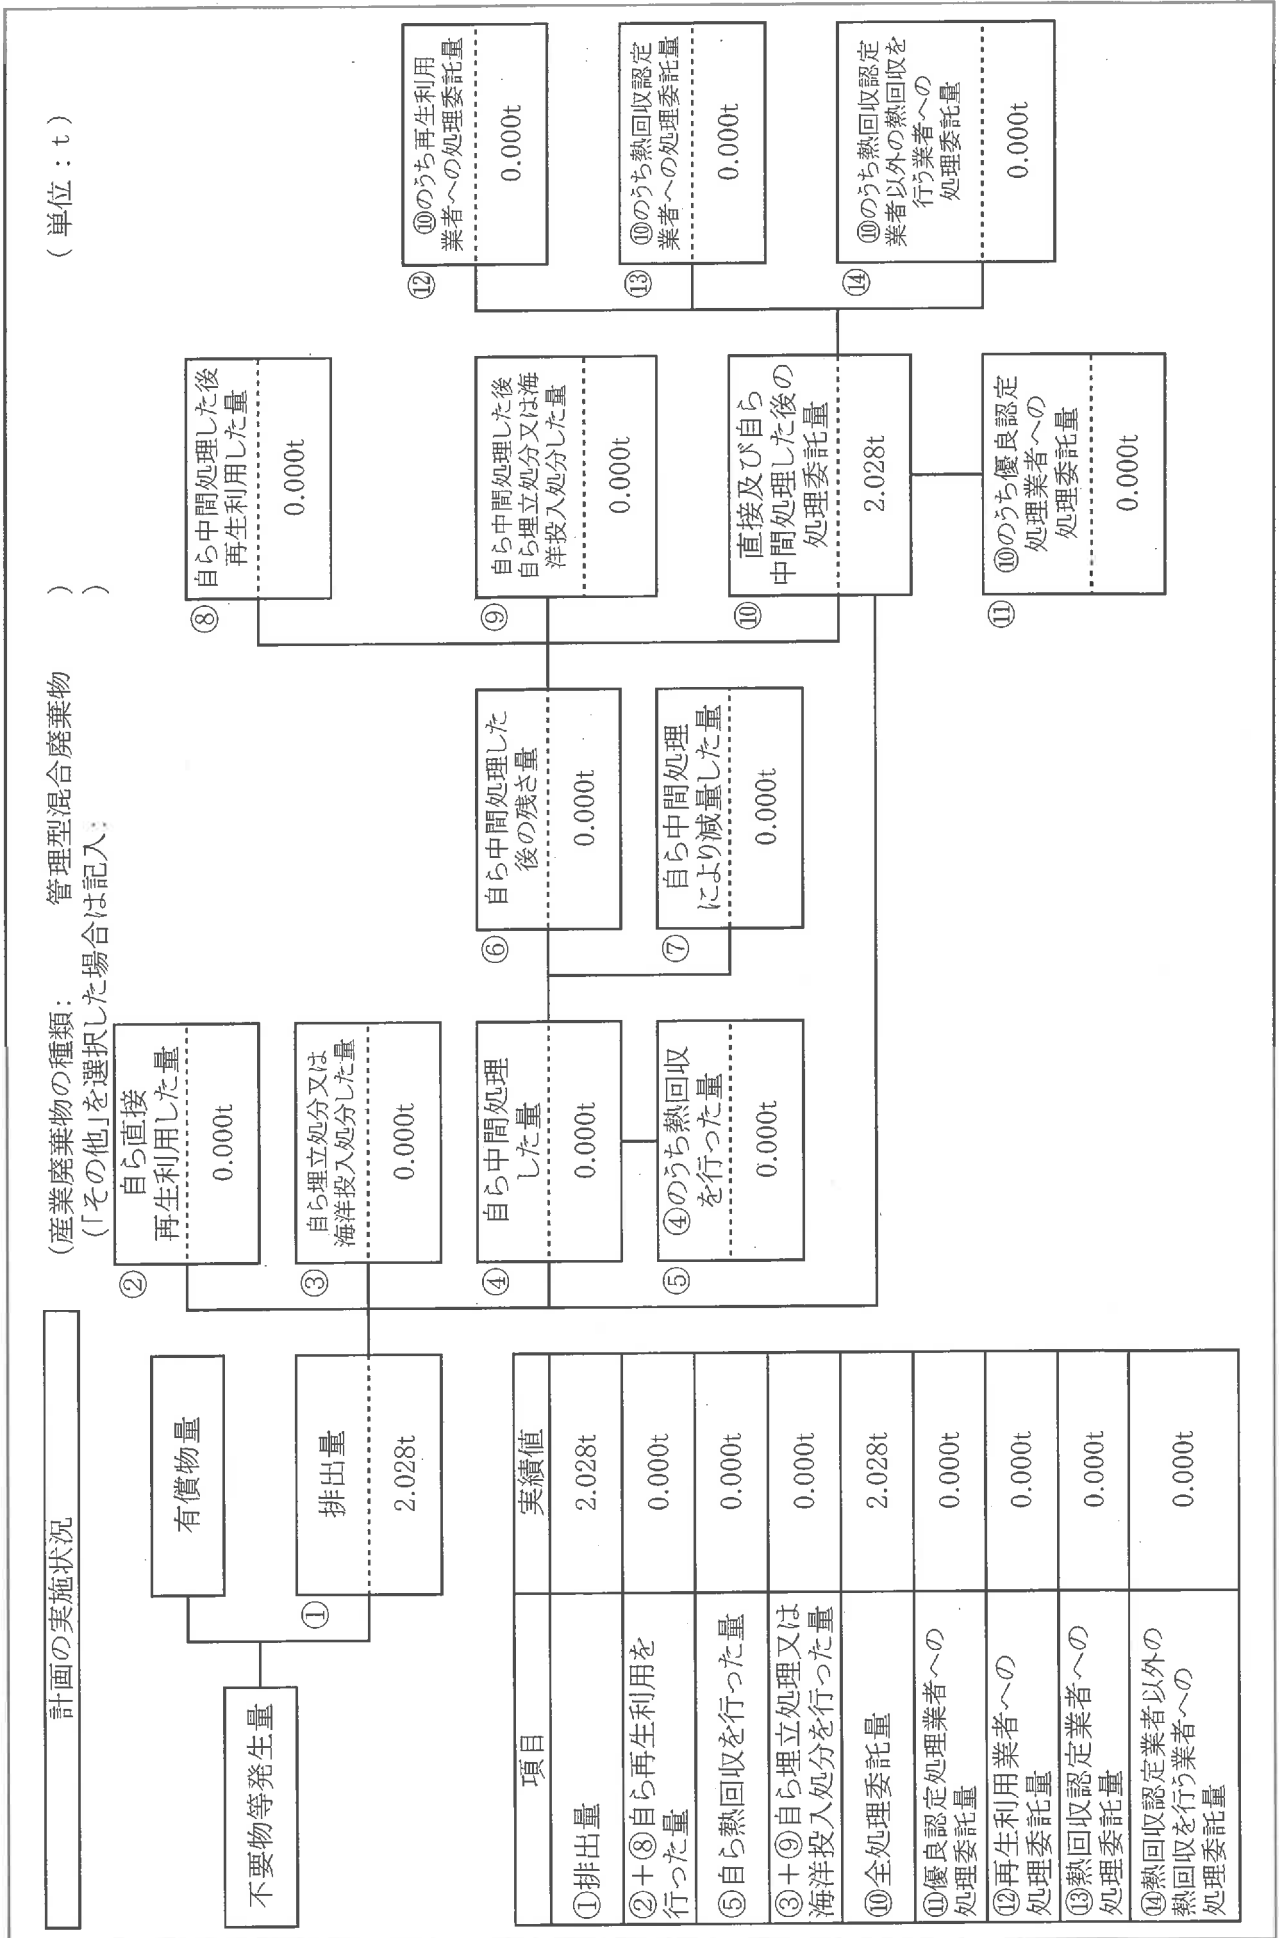 計画の実施状況
(産業廃棄物の種類: 管理型混合廃棄物 )
(「その他」を選択した場合は記入: )
(単位:t)
不要物等発生量
有償物量
①
排出量
2.028t
②
自ら直接
再生利用した量
0.000t
③
自ら埋立処分又は
海洋投入処分した量
0.000t
④
自ら中間処理
した量
0.000t
⑤
④のうち熱回収
を行った量
0.000t
⑥
自ら中間処理した
後の残さ量
0.000t
⑦
自ら中間処理
により減量した量
0.000t
⑧
自ら中間処理した後
再生利用した量
0.000t
⑨
自ら中間処理した後
自ら埋立処分又は海
洋投入処分した量
0.000t
⑩
直接及び自ら
中間処理した後の
処理委託量
2.028t
⑪
⑩のうち優良認定
処理業者への
処理委託量
0.000t
⑫
⑩のうち再生利用
業者への処理委託量
0.000t
⑬
⑩のうち熱回収認定
業者への処理委託量
0.000t
⑭
⑩のうち熱回収認定
業者以外の熱回収を
行う業者への
処理委託量
0.000t
項目 実績値
①排出量 2.028t
②+⑧自ら再生利用を
行った量 0.000t
⑤自ら熱回収を行った量 0.000t
③+⑨自ら埋立処理又は
海洋投入処分を行った量 0.000t
⑩全処理委託量 2.028t
⑪優良認定処理業者への
処理委託量 0.000t
⑫再生利用業者への
処理委託量 0.000t
⑬熱回収認定業者への
処理委託量 0.000t
⑭熱回収認定業者以外の
熱回収を行う業者への
処理委託量 0.000t